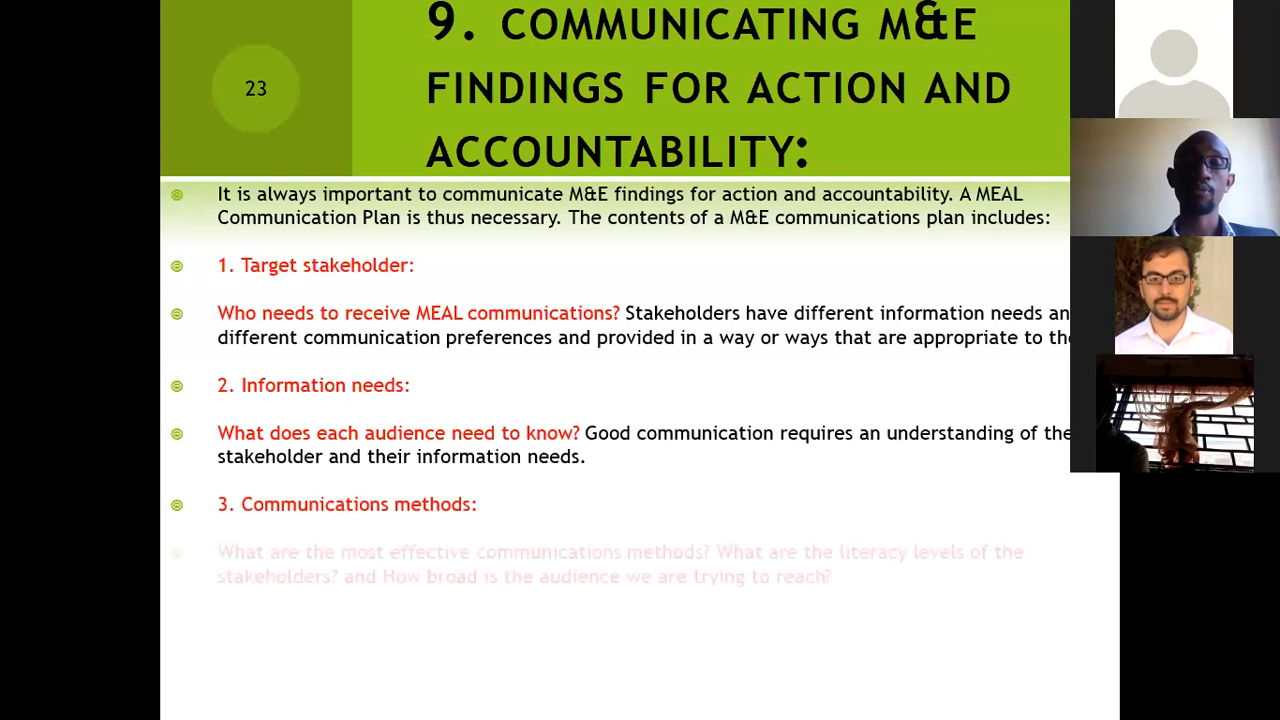 23
9. COMMUNICATING M&E
FINDINGS FOR ACTION AND
ACCOUNTABILITY:
It is always important to communicate M&E findings for action and accountability. A MEAL
Communication Plan is thus necessary. The contents of a M&E communications plan includes:
1. Target stakeholder:
Who needs to receive MEAL communications? Stakeholders have different information needs
different communication preferences and provided in a way or ways that are appropriate to
2. Information needs:
What does each audience need to know? Good communication requires an understanding of the
stakeholder and their information needs.
3. Communications methods:
What are the most effective communications methods? What are the literacy levels of the
stakeholders? and How broad is the audience we are trying to reach?